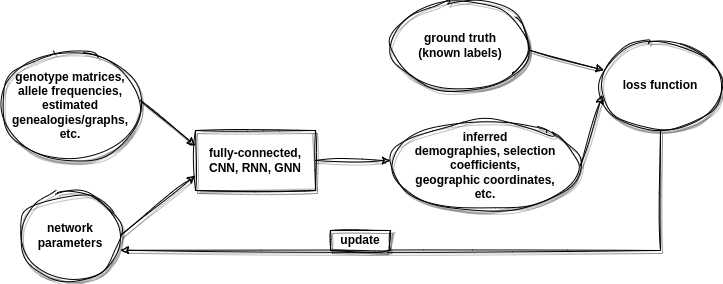 ground truth
(known labels)
genotype matrices,
allele frequencies,
estimated
genealogies/graphs,
etc.
loss function
fully-connected,
CNN, RNN, GNN
inferred
demographies, selection
coefficients,
geographic coordinates,
etc.
network
parameters
update